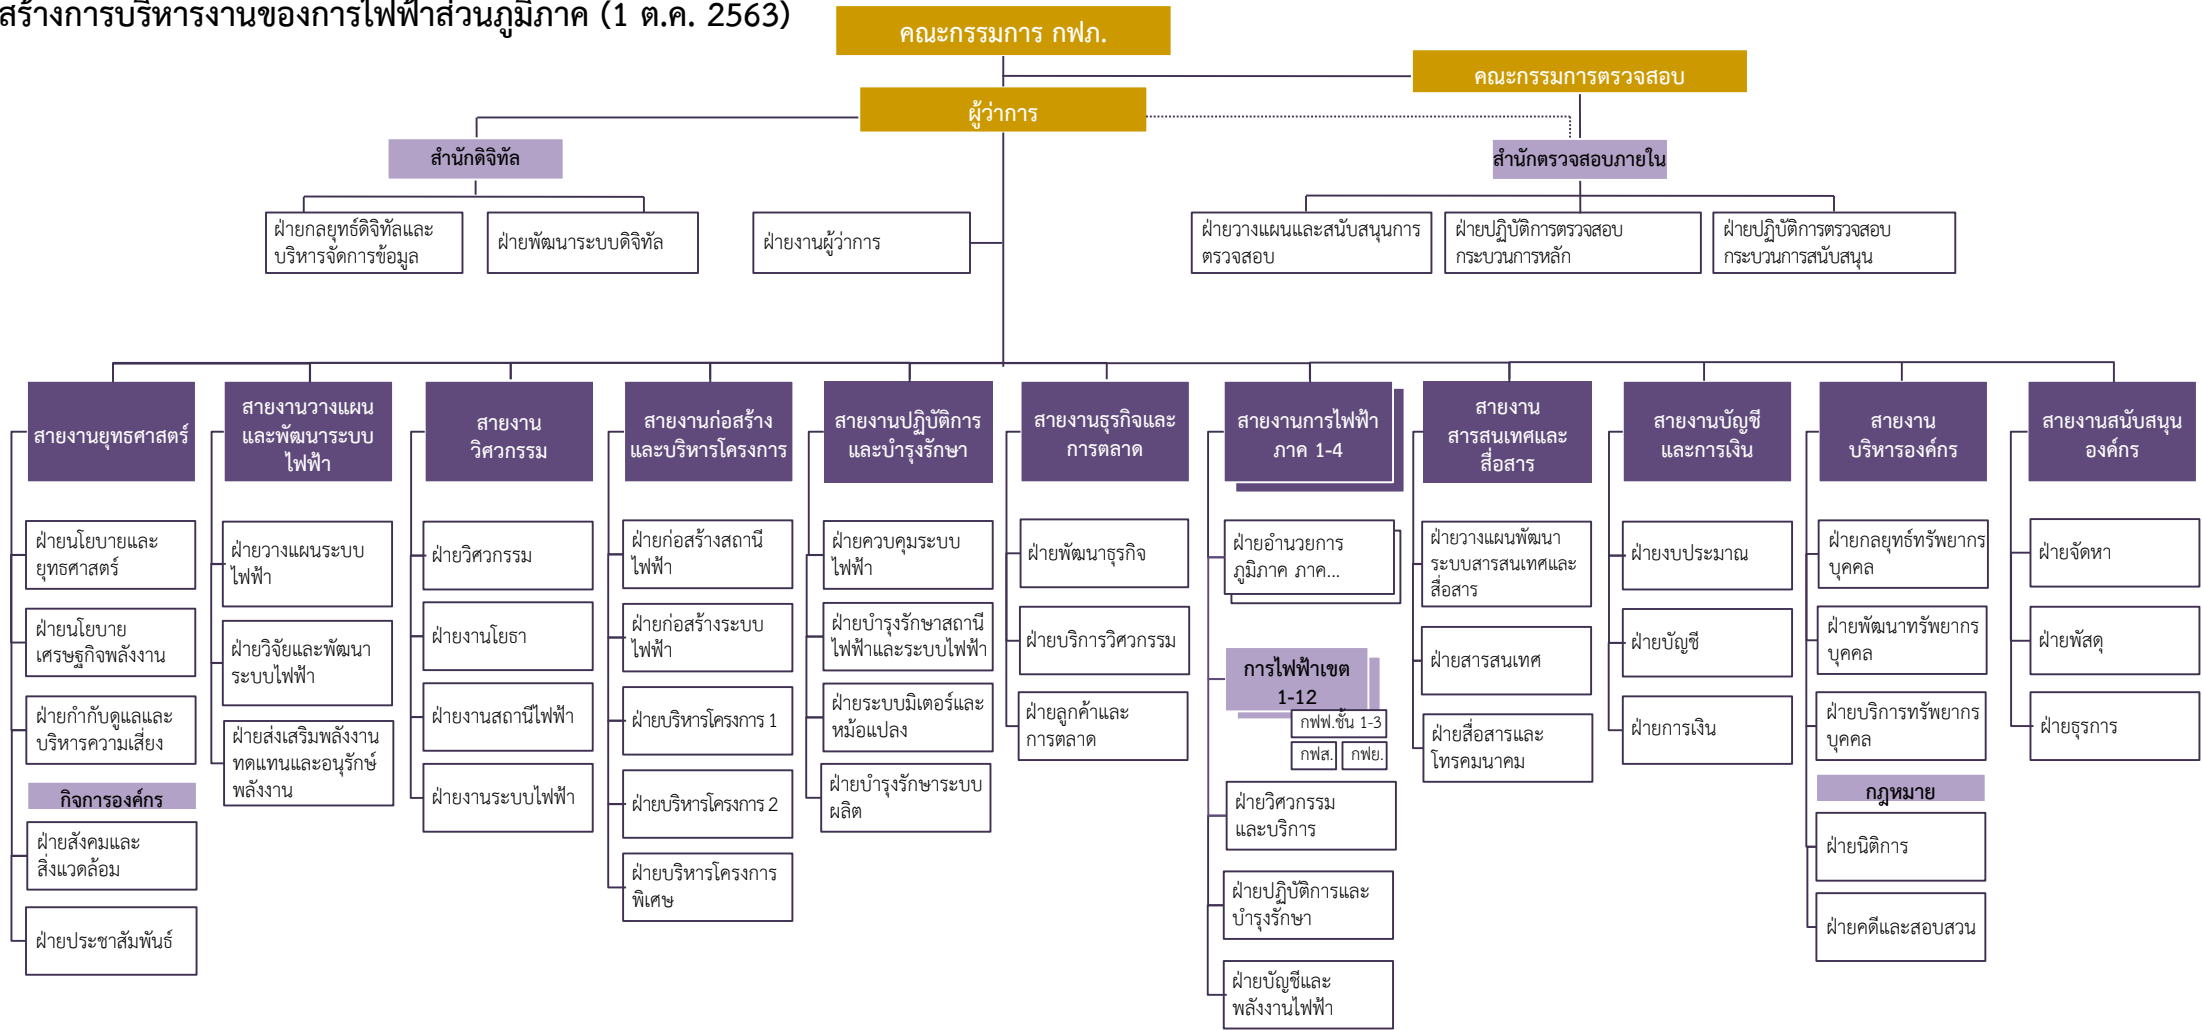 สร้างการบริหารงานของการไฟฟ้าส่วนภูมิภาค (1 ต.ค. 2563)
คณะกรรมการ กฟภ.
คณะกรรมการตรวจสอบ
ผู้ว่าการ
สำนักดิจิทัล
สำนักตรวจสอบภายใน
ฝ่ายกลยุทธ์ดิจิทัลและ
บริหารจัดการข้อมูล
ฝ่ายพัฒนาระบบดิจิทัล
ฝ่ายงานผู้ว่าการ
ฝ่ายวางแผนและสนับสนุนการ
ตรวจสอบ
ฝ่ายปฏิบัติการตรวจสอบ
กระบวนการหลัก
ฝ่ายปฏิบัติการตรวจสอบ
กระบวนการสนับสนุน
สายงานยุทธศาสตร์
ฝ่ายนโยบายและ
ยุทธศาสตร์
ฝ่ายนโยบาย
เศรษฐกิจพลังงาน
ฝ่ายกำกับดูแลและ
บริหารความเสี่ยง
กิจการองค์กร
ฝ่ายสังคมและ
สิ่งแวดล้อม
ฝ่ายประชาสัมพันธ์
สายงานวางแผน
และพัฒนาระบบ
ไฟฟ้า
ฝ่ายวางแผนระบบ
ไฟฟ้า
ฝ่ายวิจัยและพัฒนา
ระบบไฟฟ้า
ฝ่ายส่งเสริมพลังงาน
ทดแทนและอนุรักษ์
พลังงาน
สายงาน
วิศวกรรม
ฝ่ายวิศวกรรม
ฝ่ายงานโยธา
ฝ่ายงานสถานีไฟฟ้า
ฝ่ายงานระบบไฟฟ้า
สายงานก่อสร้าง
และบริหารโครงการ
ฝ่ายก่อสร้างสถานี
ไฟฟ้า
ฝ่ายก่อสร้างระบบ
ไฟฟ้า
ฝ่ายบริหารโครงการ 1
ฝ่ายบริหารโครงการ 2
ฝ่ายบริหารโครงการ
พิเศษ
สายงานปฏิบัติการ
และบำรุงรักษา
ฝ่ายควบคุมระบบ
ไฟฟ้า
ฝ่ายบำรุงรักษาสถานี
ไฟฟ้าและระบบไฟฟ้า
ฝ่ายระบบมิเตอร์และ
หม้อแปลง
ฝ่ายบำรุงรักษาระบบ
ผลิต
สายงานธุรกิจและ
การตลาด
ฝ่ายพัฒนาธุรกิจ
ฝ่ายบริการวิศวกรรม
ฝ่ายลูกค้าและ
การตลาด
สายงานการไฟฟ้า
ภาค 1-4
ฝ่ายอำนวยการ
ภูมิภาค ภาค...
การไฟฟ้าเขต
1-12
กฟฟ.ชั้น 1-3
กฟส.
กฟย.
ฝ่ายวิศวกรรม
และบริการ
ฝ่ายปฏิบัติการและ
บำรุงรักษา
ฝ่ายบัญชีและ
พลังงานไฟฟ้า
สายงาน
สารสนเทศและ
สื่อสาร
ฝ่ายวางแผนพัฒนา
ระบบสารสนเทศและ
สื่อสาร
ฝ่ายสารสนเทศ
ฝ่ายสื่อสารและ
โทรคมนาคม
สายงานบัญชี
และการเงิน
ฝ่ายงบประมาณ
ฝ่ายบัญชี
ฝ่ายการเงิน
สายงาน
บริหารองค์กร
ฝ่ายกลยุทธ์ทรัพยากร
บุคคล
ฝ่ายพัฒนาทรัพยากร
บุคคล
ฝ่ายบริการทรัพยากร
บุคคล
กฎหมาย
ฝ่ายนิติการ
ฝ่ายคดีและสอบสวน
สายงานสนับสนุน
องค์กร
ฝ่ายจัดหา
ฝ่ายพัสดุ
ฝ่ายธุรการ